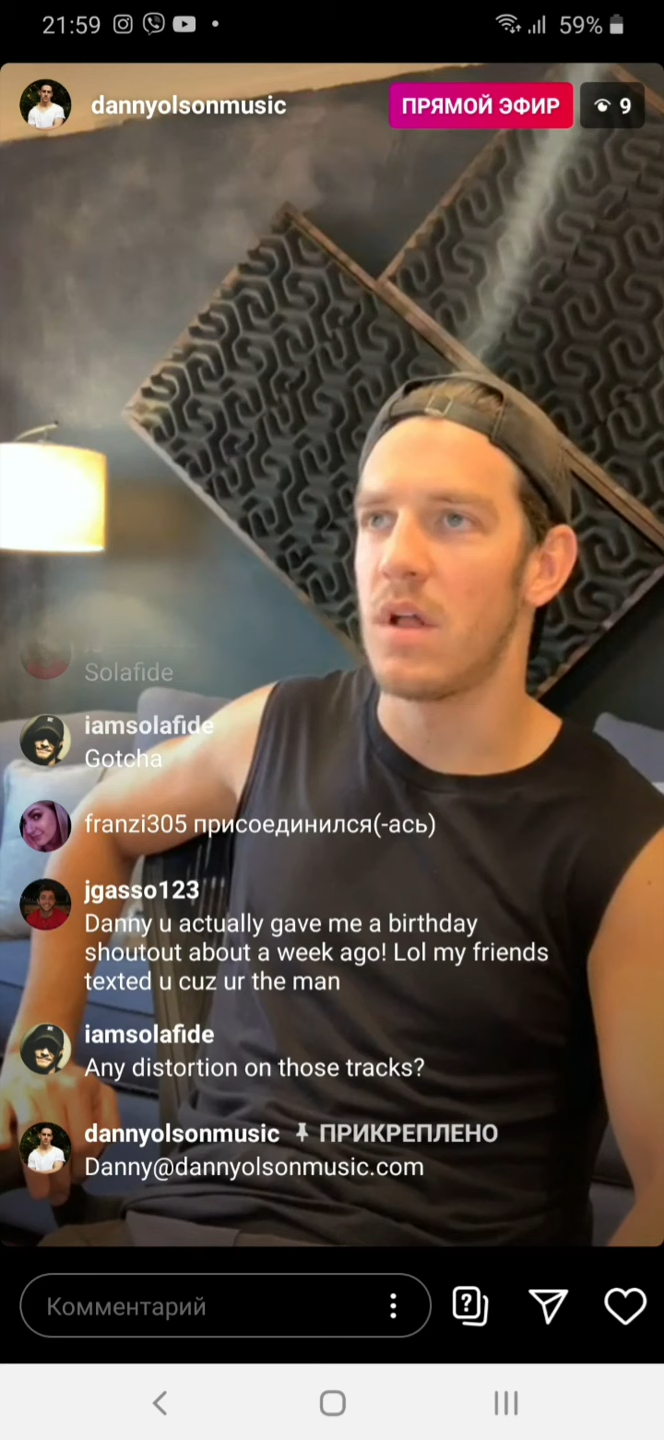 21:59
59%
dannyolsonmusic
ПРЯМОЙ ЭФИР
9
Solafide
iamsolafide
Gotcha
franzi305 присоединился(-ась)
jgasso123
Danny u actually gave me a birthday
shoutout about a week ago! Lol my friends
texted u cuz ur the man
iamsolafide
Any distortion on those tracks?
dannyolsonmusic ПРИКРЕПЛЕНО
Danny@dannyolsonmusic.com
Комментарий